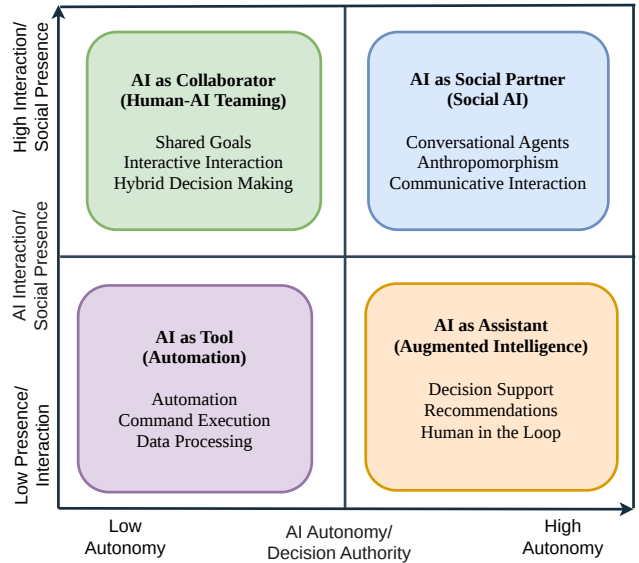 High Interaction/
Social Presence
AI as Collaborator
(Human-AI Teaming)
Shared Goals
Interactive Interaction
Hybrid Decision Making
AI as Social Partner
(Social AI)
Conversational Agents
Anthropomorphism
Communicative Interaction
AI Interaction/
Social Presence
AI as Tool
(Automation)
Automation
Command Execution
Data Processing
AI as Assistant
(Augmented Intelligence)
Decision Support
Recommendations
Human in the Loop
Low Presence/
Interaction
Low
Autonomy
AI Autonomy/
Decision Authority
High
Autonomy